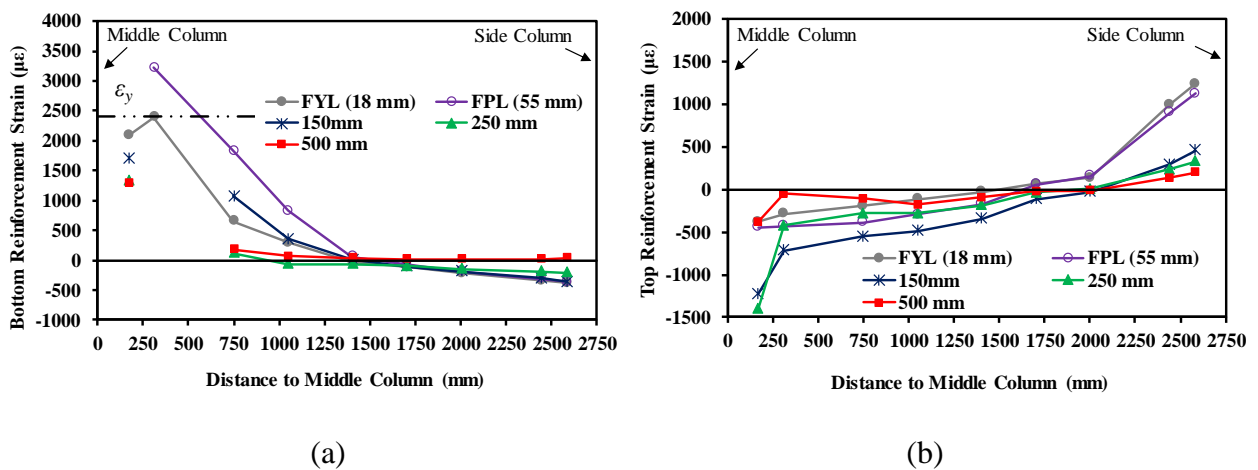 Bottom Reinforcement Strain (με)
4000
3500
3000
2500
2000
1500
1000
500
0
-500
-1000
Middle Column
Side Column
εy
FYL (18 mm)
FPL (55 mm)
150mm
250 mm
500 mm
0 250 500 750 1000 1250 1500 1750 2000 2250 2500 2750
Distance to Middle Column (mm)
(a)
Top Reinforcement Strain (με)
2000
1500
1000
500
0
-500
-1000
-1500
Middle Column
Side Column
FYL (18 mm)
FPL (55 mm)
150mm
250 mm
500 mm
0 250 500 750 1000 1250 1500 1750 2000 2250 2500 2750
Distance to Middle Column (mm)
(b)